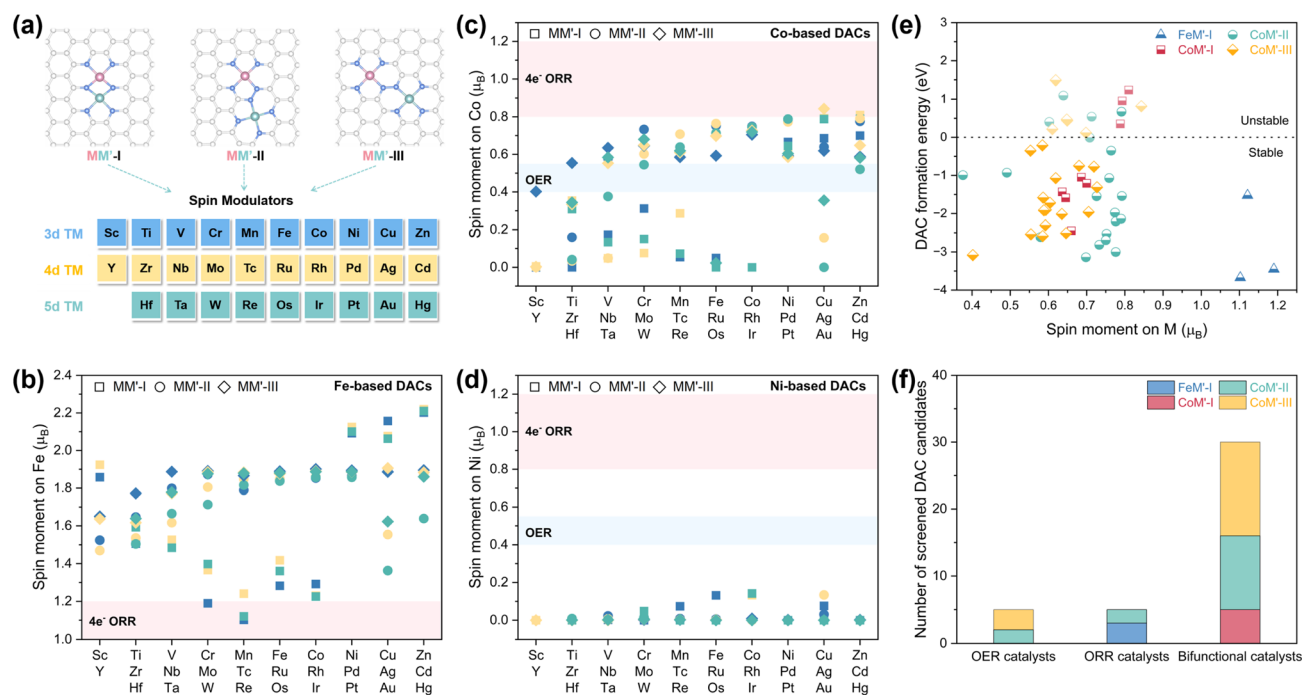 (a)
MM'-I
MM'-II
MM'-III
Spin Modulators
3d TM
Sc Ti V Cr Mn Fe Co Ni Cu Zn
4d TM
Y Zr Nb Mo Tc Ru Rh Pd Ag Cd
5d TM
Hf Ta W Re Os Ir Pt Au Hg
(c)
MM'-I MM'-II MM'-III
Co-based DACs
4e⁻ ORR
OER
Spin moment on Co (μB)
1.2
1.0
0.8
0.6
0.4
0.2
0.0
Sc Ti V Cr Mn Fe Co Ni Cu Zn
Y Zr Nb Mo Tc Ru Rh Pd Ag Cd
Hf Ta W Re Os Ir Pt Au Hg
(e)
FeM'-I CoM'-II
CoM'-I CoM'-III
Unstable
Stable
DAC formation energy (eV)
3
2
1
0
−1
−2
−3
−4
0.4 0.5 0.6 0.7 0.8 0.9 1.0 1.1 1.2
Spin moment on M (μB)
(b)
MM'-I MM'-II MM'-III
Fe-based DACs
4e⁻ ORR
Spin moment on Fe (μB)
2.4
2.2
2.0
1.8
1.6
1.4
1.2
1.0
Sc Ti V Cr Mn Fe Co Ni Cu Zn
Y Zr Nb Mo Tc Ru Rh Pd Ag Cd
Hf Ta W Re Os Ir Pt Au Hg
(d)
MM'-I MM'-II MM'-III
Ni-based DACs
4e⁻ ORR
OER
Spin moment on Ni (μB)
1.2
1.0
0.8
0.6
0.4
0.2
0.0
Sc Ti V Cr Mn Fe Co Ni Cu Zn
Y Zr Nb Mo Tc Ru Rh Pd Ag Cd
Hf Ta W Re Os Ir Pt Au Hg
(f)
FeM'-I CoM'-II
CoM'-I CoM'-III
Number of screened DAC candidates
40
30
20
10
0
OER catalysts ORR catalysts Bifunctional catalysts